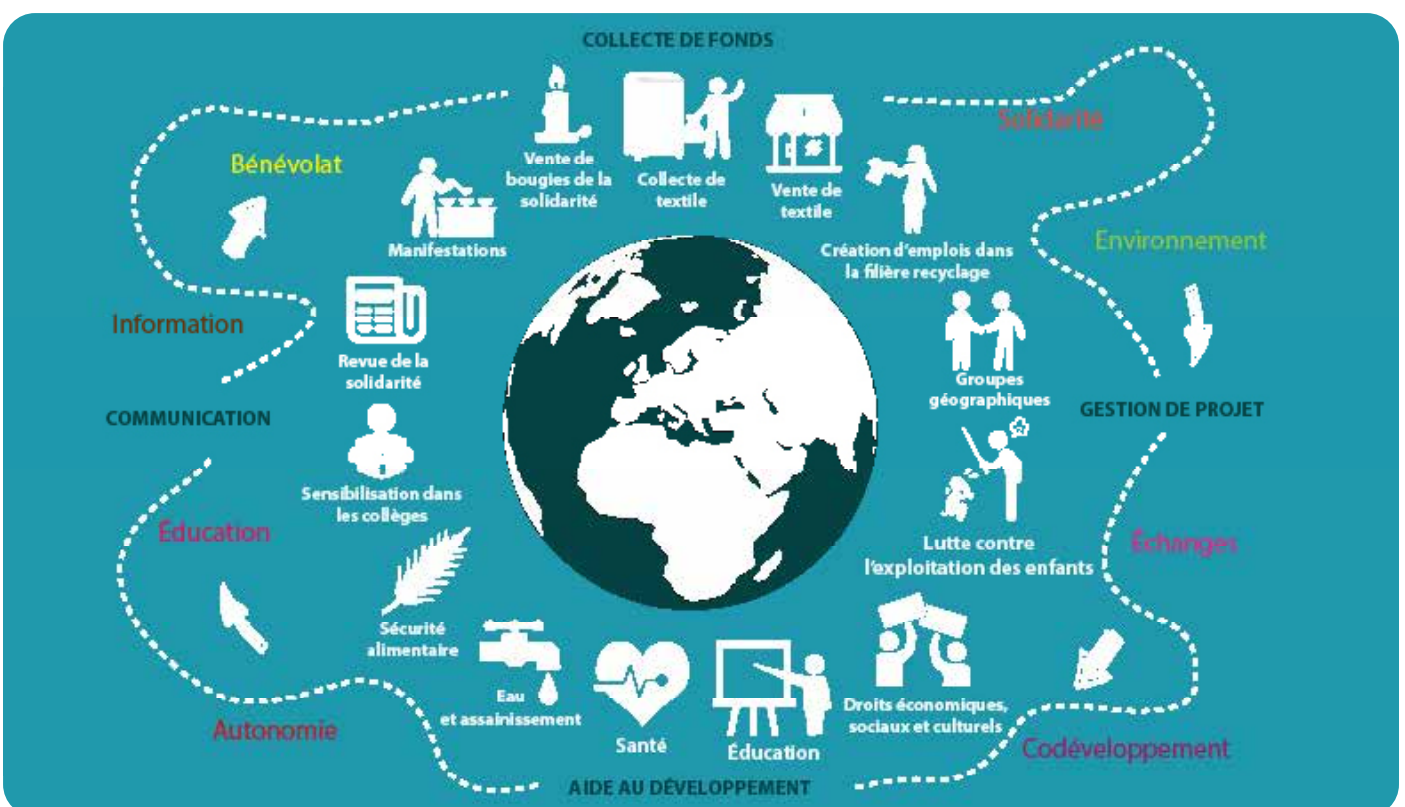 COLLECTE DE FONDS
Solidarité
Bénévolat
Vente de
bougies de la
solidarité
Collecte de
textile
Vente de
textile
Manifestations
Création d'emplois dans
la filière recyclage
Environnement
Information
Revue de la
solidarité
Groupes
géographiques
COMMUNICATION
GESTION DE PROJET
Sensibilisation dans
les collèges
Éducation
Lutte contre
l'exploitation des enfants
Échanges
Sécurité
alimentaire
Eau
et assainissement
Santé
Éducation
Droits économiques,
sociaux et culturels
Autonomie
Codéveloppement
AIDE AU DÉVELOPPEMENT